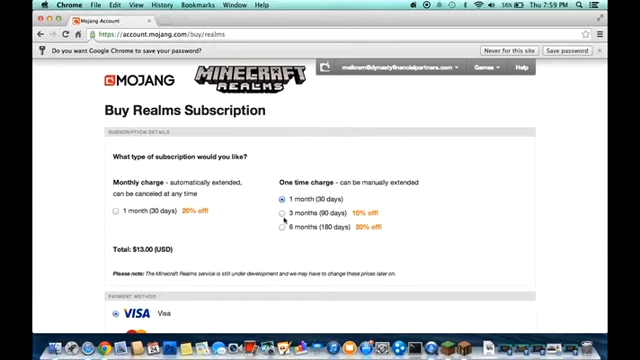 Chrome File Edit View History Bookmarks Window Help
56% Thu 7:59 PM
Mojang Account
https://account.mojang.com/buy/realms
Do you want Google Chrome to save your password?
Never for this site
Save password
MOJANG
MINECRAFT
REALMS
Games
Help
Buy Realms Subscription
SUBSCRIPTION DETAILS
What type of subscription would you like?
Monthly charge - automatically extended,
can be canceled at any time
1 month (30 days) 20% off!
One time charge - can be manually extended
1 month (30 days)
3 months (90 days) 10% off!
6 months (180 days) 20% off!
Total: $13.00 (USD)
Please note: The Minecraft Realms service is still under development and we may have to change these prices later on.
PAYMENT METHOD
VISA Visa